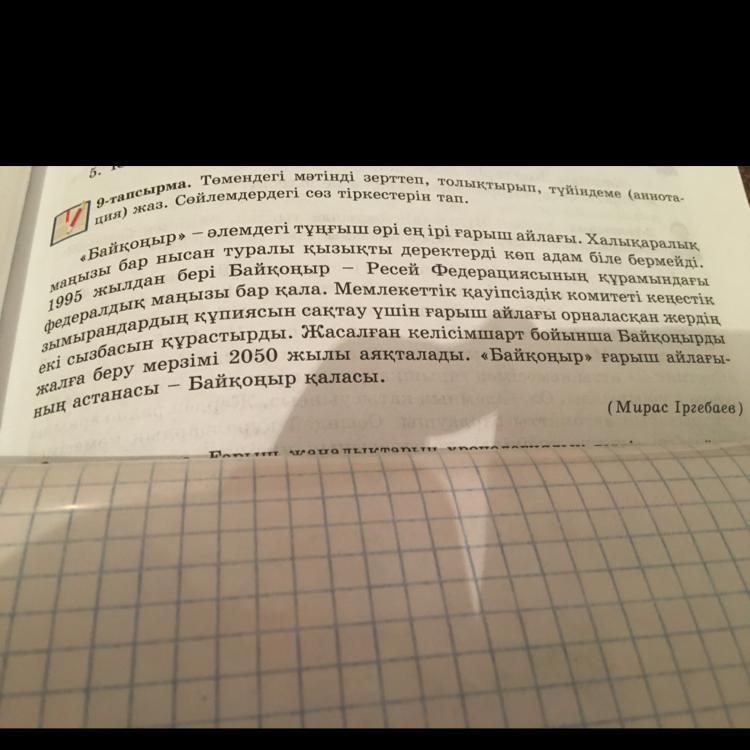 5.
9-тапсырма. Төмендегі мәтінді зерттеп, толықтырып, түйіндеме (аннота-
ция) жаз. Сөйлемдердегі сөз тіркестерін тап.
«Байқоңыр» – әлемдегі тұңғыш әрі ең ірі ғарыш айлағы. Халықаралық
маңызы бар нысан туралы қызықты деректерді көп адам біле бермейді.
1995 жылдан бері Байқоңыр – Ресей Федерациясының құрамындағы
федералдық маңызы бар қала. Мемлекеттік қауіпсіздік комитеті кеңестік
зымырандардың құпиясын сақтау үшін ғарыш айлағы орналасқан жердің
екі сызбасын құрастырды. Жасалған келісімшарт бойынша Байқоңырды
жалға беру мерзімі 2050 жылы аяқталады. «Байқоңыр» ғарыш айлағы-
ның астанасы – Байқоңыр қаласы.
(Мирас Іргебаев)
Ғарыш жаңалықтарын